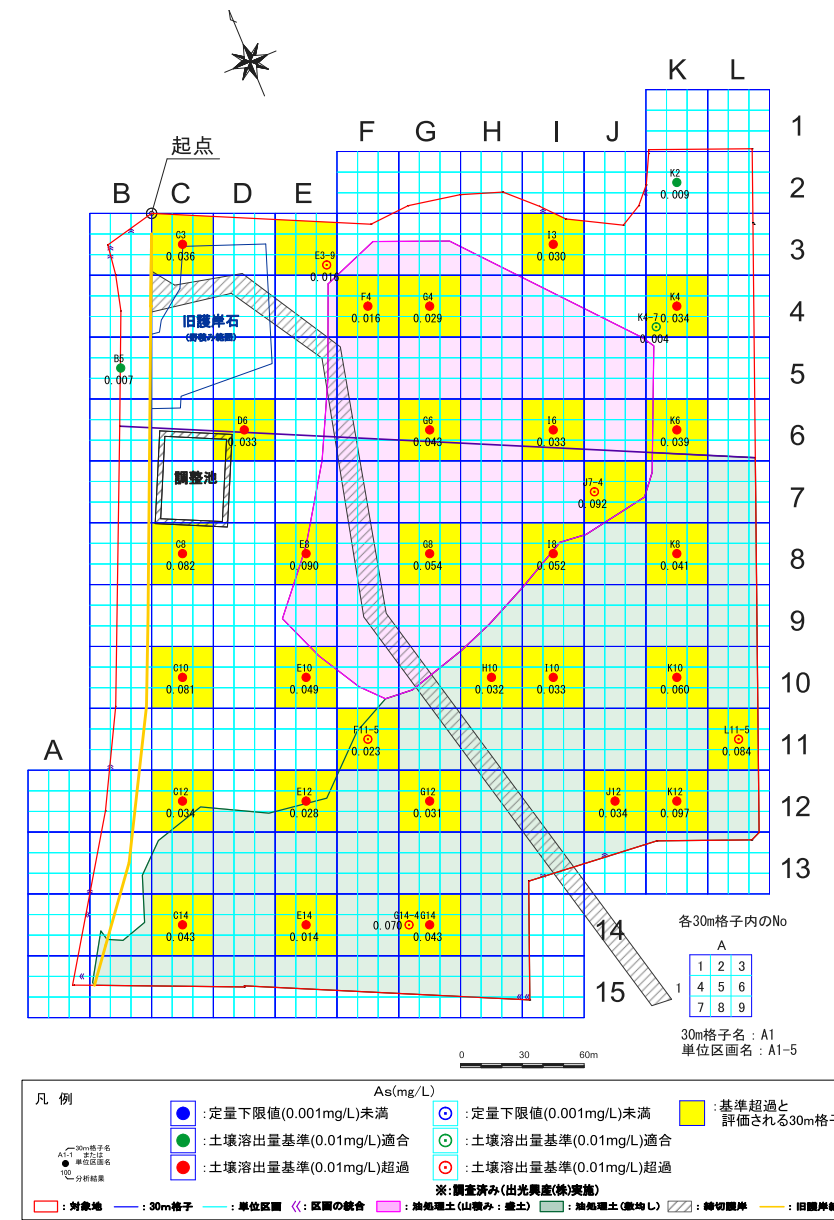 K L
1
F G H I J
起点
2
K2
0.009
B C D E
3
C3
0.036
E3-9
0.016
I3
0.030
4
旧護岸石
F4
0.016
G4
0.029
K4
0.034
K4-7
0.004
5
B5
0.007
6
D6
0.033
G6
0.043
I6
0.033
K6
0.039
7
調整池
J7-4
0.092
8
C8
0.082
E8
0.090
G8
0.054
I8
0.052
K8
0.041
9
10
C10
0.081
E10
0.049
H10
0.032
I10
0.033
K10
0.060
11
A
F11-5
0.023
L11-5
0.084
12
C12
0.034
E12
0.028
G12
0.031
J12
0.034
K12
0.097
13
14
C14
0.043
E14
0.014
G14-4
0.070
G14
0.043
15
各30m格子内のNo
A
1 2 3
1 4 5 6
7 8 9
30m格子名 : A1
単位区画名 : A1-5
0 30 60m
凡 例
As(mg/L)
A1-1
30m格子名
または
単位区画名
100
分析結果
:定量下限値(0.001mg/L)未満
:土壌溶出量基準(0.01mg/L)適合
:土壌溶出量基準(0.01mg/L)超過
:定量下限値(0.001mg/L)未満
:土壌溶出量基準(0.01mg/L)適合
:土壌溶出量基準(0.01mg/L)超過
※:調査済み(出光興産(株)実施)
:基準超過と
評価される30m格子
:対象地 :30m格子 :単位区画 :区画の統合 :油処理土(山積み:盛土) :油処理土(敷均し) :締切護岸 :旧護岸